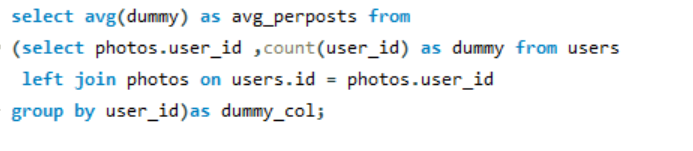 select avg(dummy) as avg_perposts from
(select photos.user_id ,count(user_id) as dummy from users
left join photos on users.id = photos.user_id
group by user_id)as dummy_col;